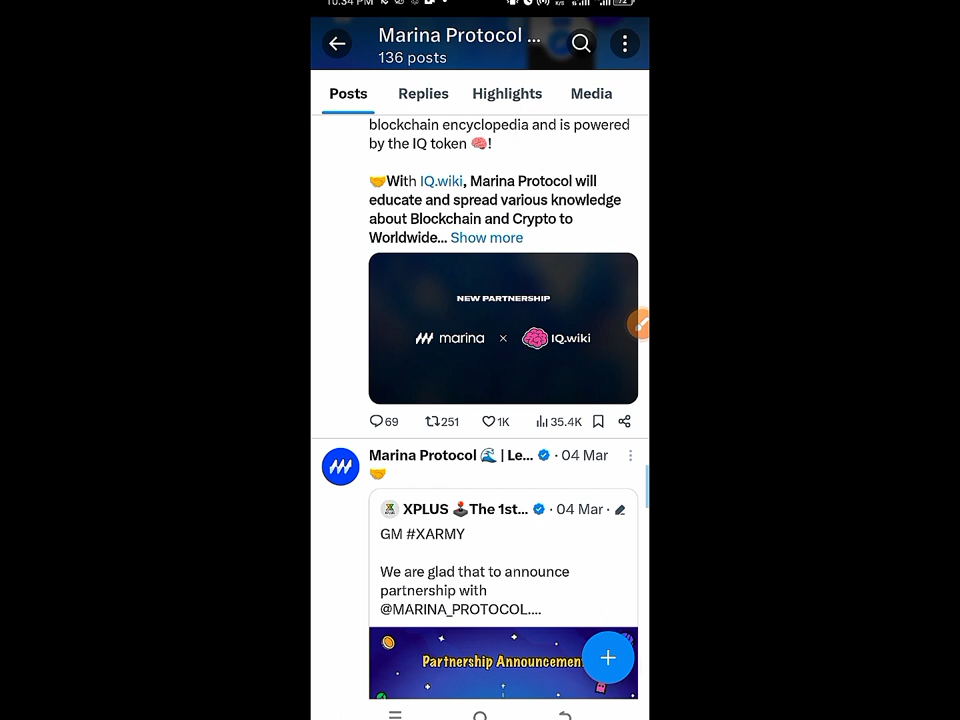 10:34 PM
Marina Protocol ...
136 posts
Posts Replies Highlights Media
blockchain encyclopedia and is powered
by the IQ token 🧠!
🤝With IQ.wiki, Marina Protocol will
educate and spread various knowledge
about Blockchain and Crypto to
Worldwide... Show more
NEW PARTNERSHIP
marina × IQ.wiki
69 251 1K 35.4K
Marina Protocol 🌊 | Le... · 04 Mar
🤝
XPLUS 🕹️The 1st... · 04 Mar ·
GM #XARMY
We are glad that to announce
partnership with
@MARINA_PROTOCOL....
Partnership Announcemen